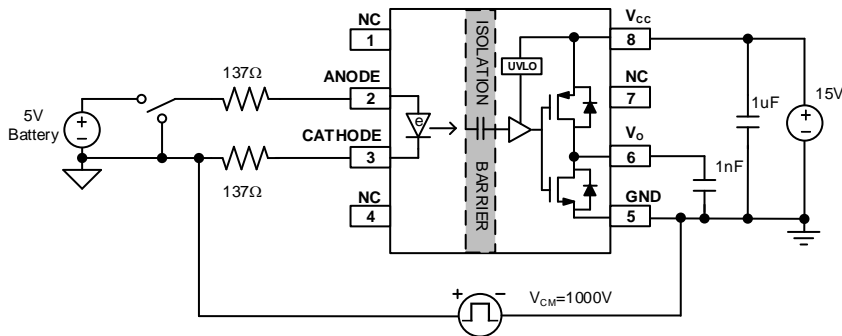 NC
1
ISOLATION
BARRIER
VCC
8
UVLO
137Ω
ANODE
2
NC
7
5V
Battery
e
1uF
15V
CATHODE
3
VO
6
137Ω
1nF
NC
4
GND
5
VCM=1000V